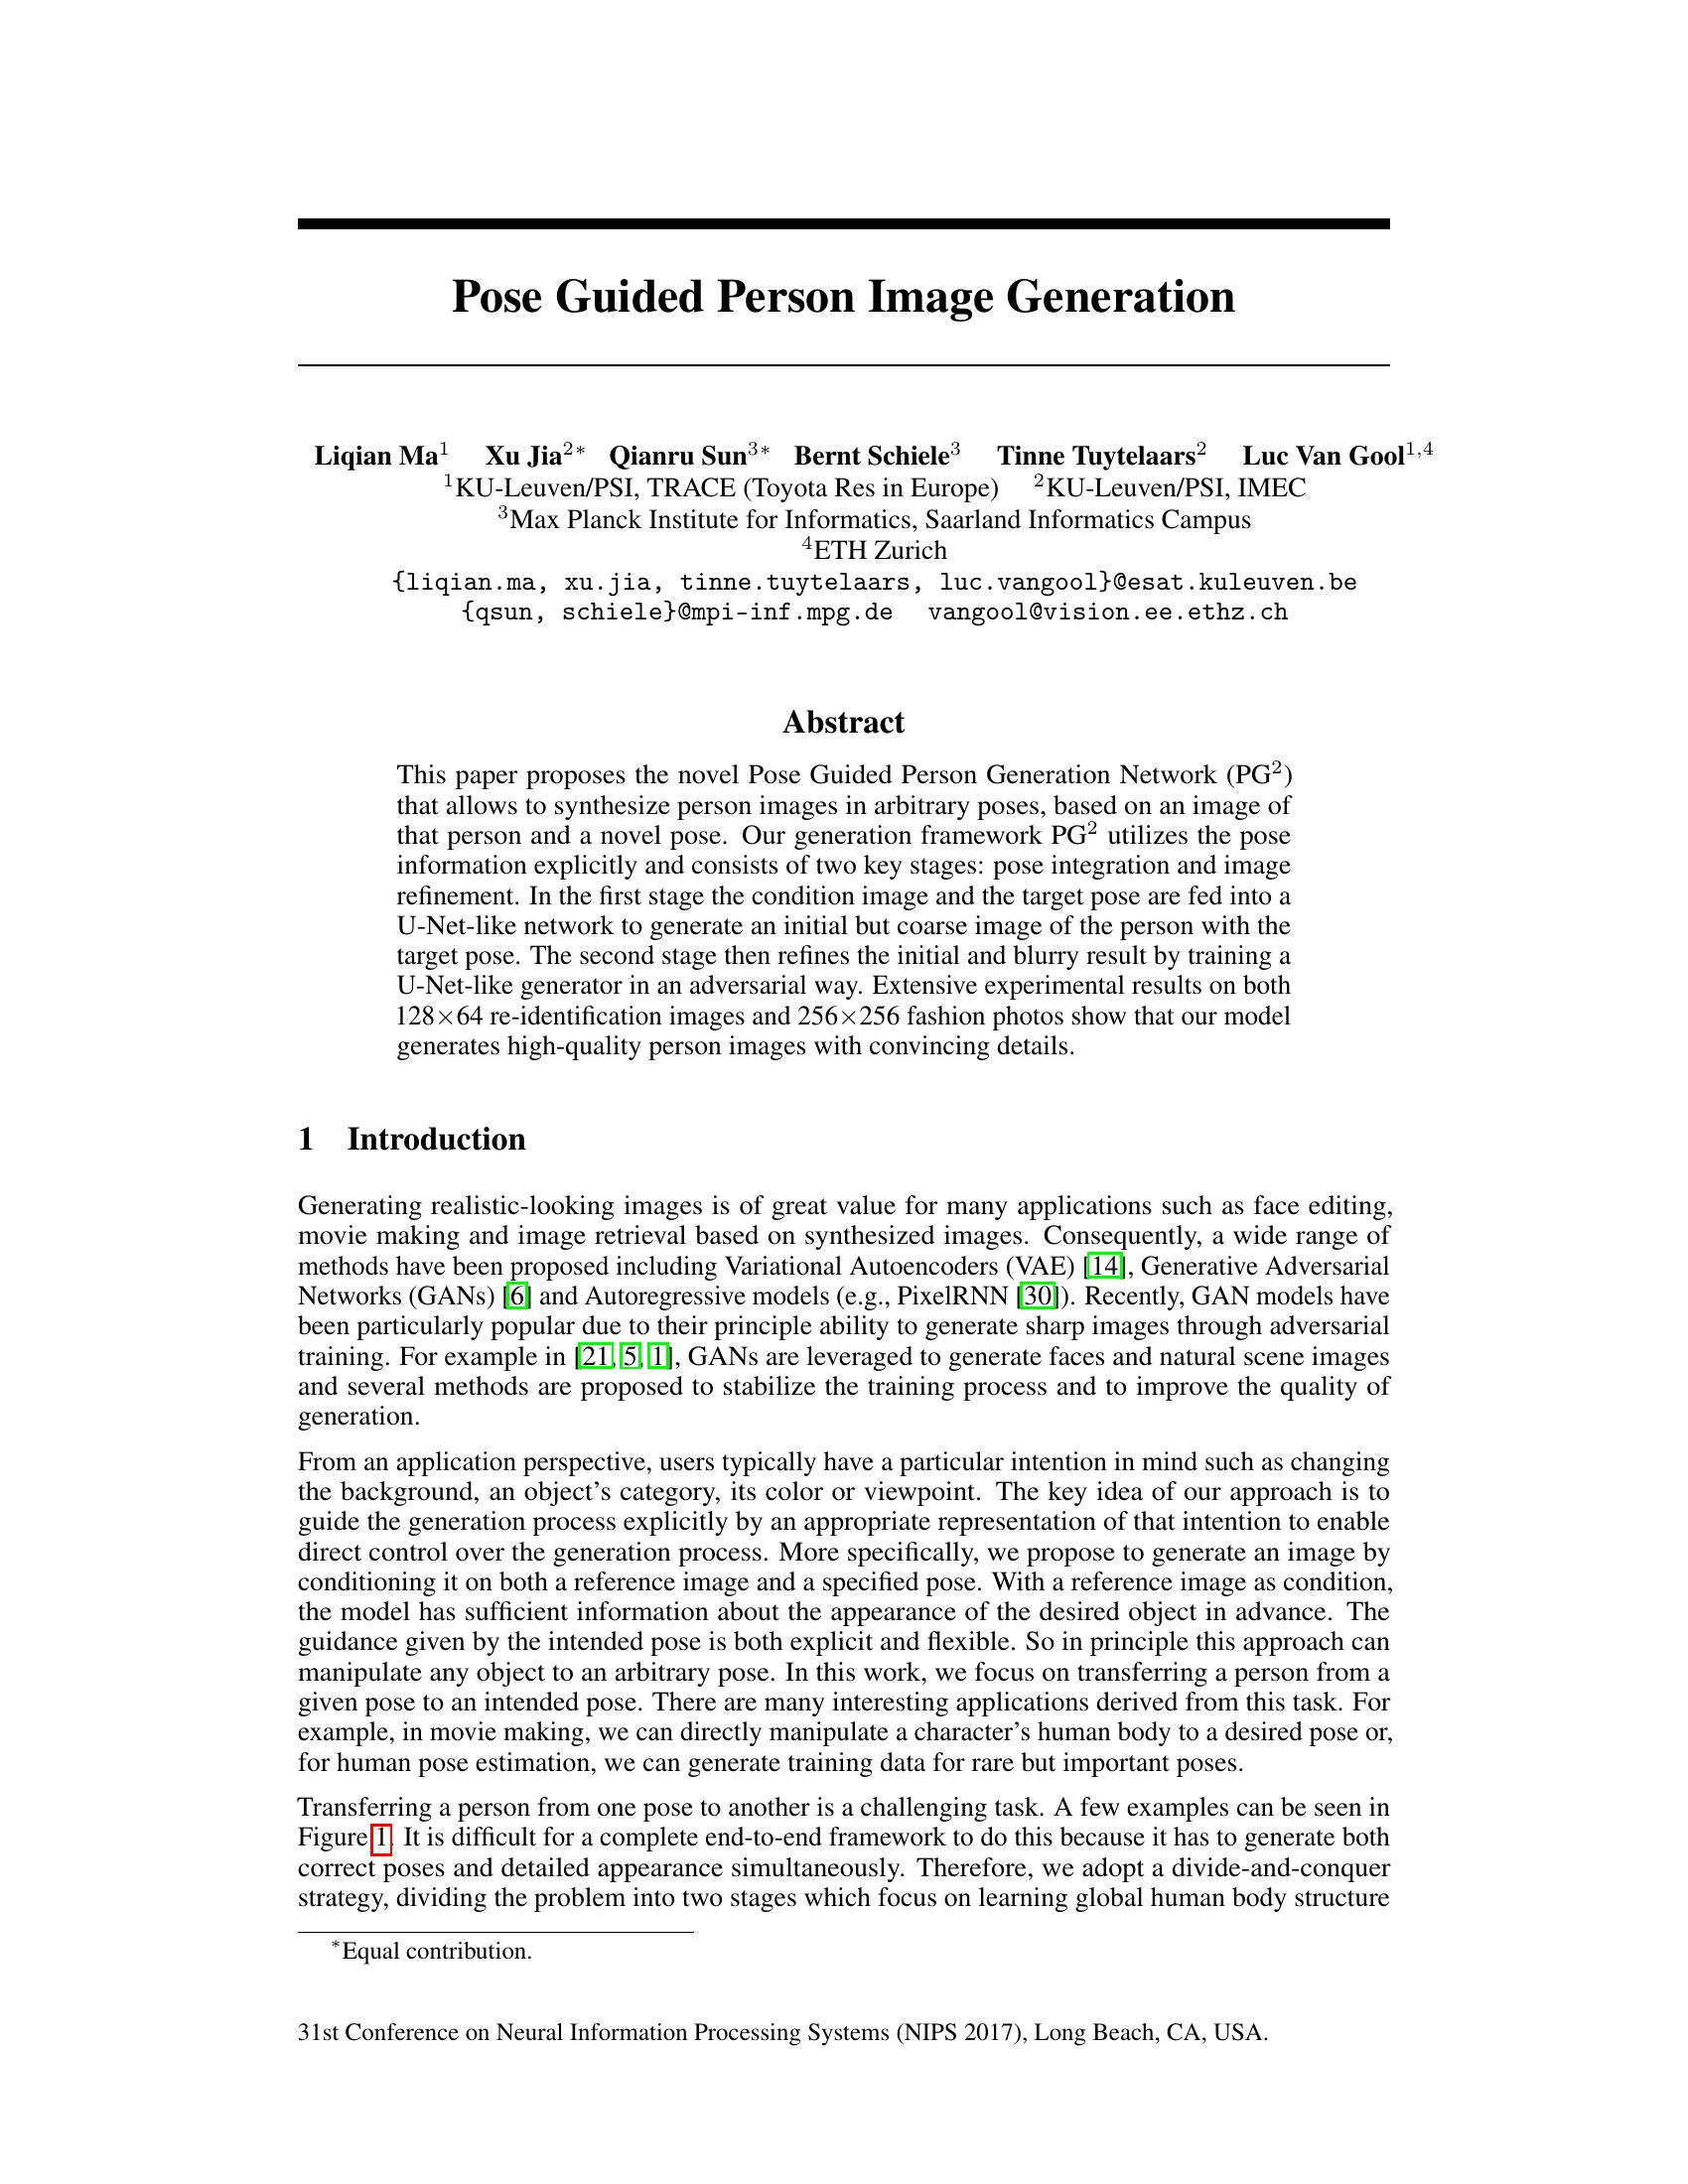 Pose Guided Person Image Generation
Liqian Ma¹ Xu Jia²* Qianru Sun³* Bernt Schiele³ Tinne Tuytelaars² Luc Van Gool¹,⁴
¹KU-Leuven/PSI, TRACE (Toyota Res in Europe) ²KU-Leuven/PSI, IMEC
³Max Planck Institute for Informatics, Saarland Informatics Campus
⁴ETH Zurich
{liqian.ma, xu.jia, tinne.tuytelaars, luc.vangool}@esat.kuleuven.be
{qsun, schiele}@mpi-inf.mpg.de vangool@vision.ee.ethz.ch
Abstract
This paper proposes the novel Pose Guided Person Generation Network (PG²)
that allows to synthesize person images in arbitrary poses, based on an image of
that person and a novel pose. Our generation framework PG² utilizes the pose
information explicitly and consists of two key stages: pose integration and image
refinement. In the first stage the condition image and the target pose are fed into a
U-Net-like network to generate an initial but coarse image of the person with the
target pose. The second stage then refines the initial and blurry result by training a
U-Net-like generator in an adversarial way. Extensive experimental results on both
128×64 re-identification images and 256×256 fashion photos show that our model
generates high-quality person images with convincing details.
1 Introduction
Generating realistic-looking images is of great value for many applications such as face editing,
movie making and image retrieval based on synthesized images. Consequently, a wide range of
methods have been proposed including Variational Autoencoders (VAE) [14], Generative Adversarial
Networks (GANs) [6] and Autoregressive models (e.g., PixelRNN [30]). Recently, GAN models have
been particularly popular due to their principle ability to generate sharp images through adversarial
training. For example in [21, 5, 1], GANs are leveraged to generate faces and natural scene images
and several methods are proposed to stabilize the training process and to improve the quality of
generation.
From an application perspective, users typically have a particular intention in mind such as changing
the background, an object's category, its color or viewpoint. The key idea of our approach is to
guide the generation process explicitly by an appropriate representation of that intention to enable
direct control over the generation process. More specifically, we propose to generate an image by
conditioning it on both a reference image and a specified pose. With a reference image as condition,
the model has sufficient information about the appearance of the desired object in advance. The
guidance given by the intended pose is both explicit and flexible. So in principle this approach can
manipulate any object to an arbitrary pose. In this work, we focus on transferring a person from a
given pose to an intended pose. There are many interesting applications derived from this task. For
example, in movie making, we can directly manipulate a character's human body to a desired pose or,
for human pose estimation, we can generate training data for rare but important poses.
Transferring a person from one pose to another is a challenging task. A few examples can be seen in
Figure 1. It is difficult for a complete end-to-end framework to do this because it has to generate both
correct poses and detailed appearance simultaneously. Therefore, we adopt a divide-and-conquer
strategy, dividing the problem into two stages which focus on learning global human body structure
*Equal contribution.
31st Conference on Neural Information Processing Systems (NIPS 2017), Long Beach, CA, USA.